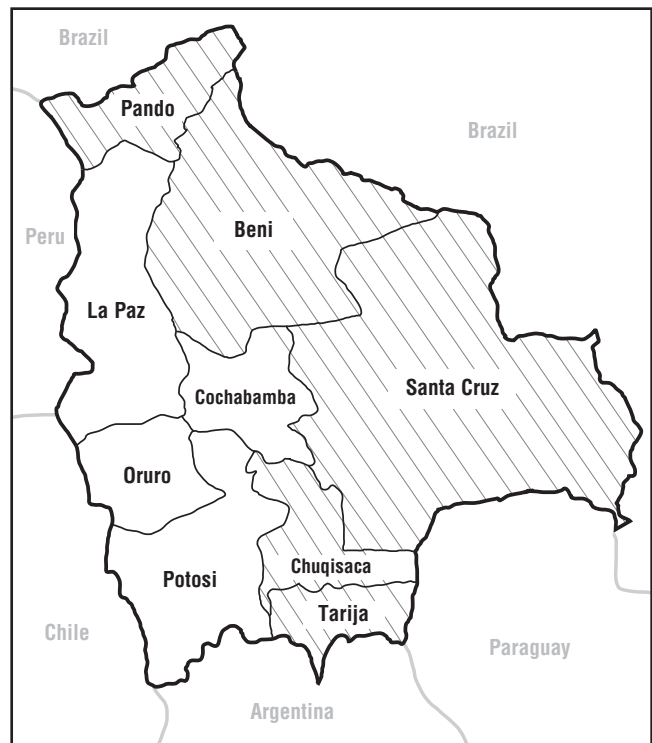 Brazil
Pando
Brazil
Beni
Peru
La Paz
Santa Cruz
Cochabamba
Oruro
Chuqisaca
Potosi
Tarija
Chile
Paraguay
Argentina